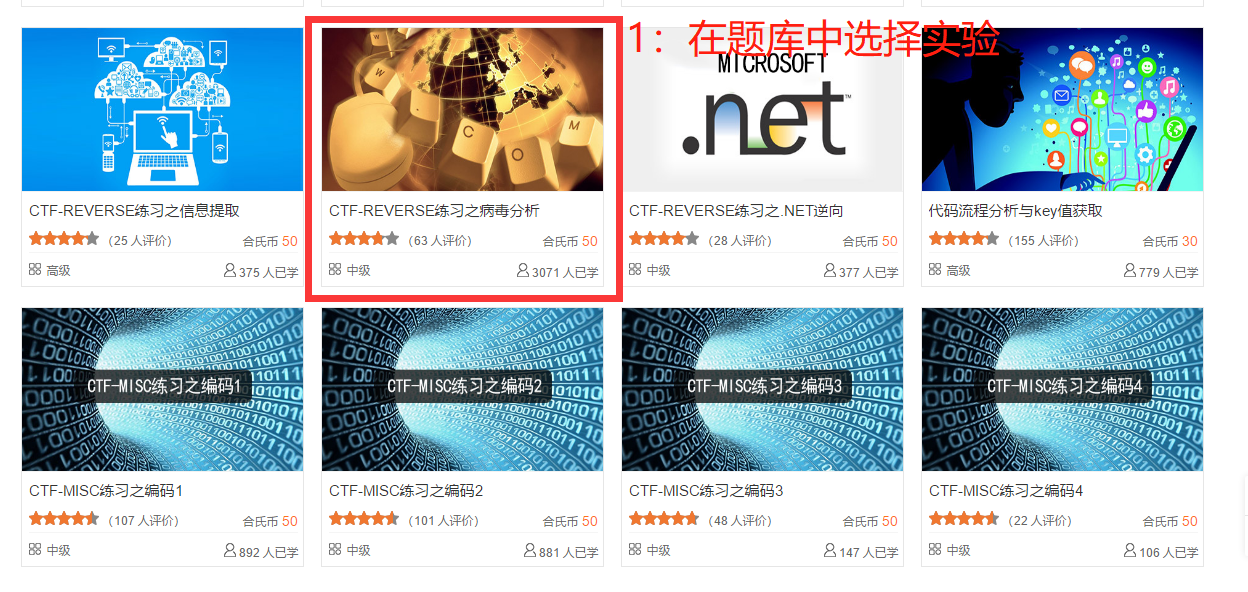 1：在题库中选择实验
MICROSOFT
.net™
W
W
C
O
M
CTF-REVERSE练习之信息提取
CTF-REVERSE练习之病毒分析
CTF-REVERSE练习之.NET逆向
代码流程分析与key值获取
（25 人评价） 合氏币 50
（63 人评价） 合氏币 50
（28 人评价） 合氏币 50
（155 人评价） 合氏币 30
高级 375 人已学
中级 3071 人已学
中级 377 人已学
高级 779 人已学
CTF-MISC练习之编码1
CTF-MISC练习之编码2
CTF-MISC练习之编码3
CTF-MISC练习之编码4
CTF-MISC练习之编码1
CTF-MISC练习之编码2
CTF-MISC练习之编码3
CTF-MISC练习之编码4
（107 人评价） 合氏币 50
（101 人评价） 合氏币 50
（48 人评价） 合氏币 50
（22 人评价） 合氏币 50
中级 892 人已学
中级 881 人已学
中级 147 人已学
中级 106 人已学